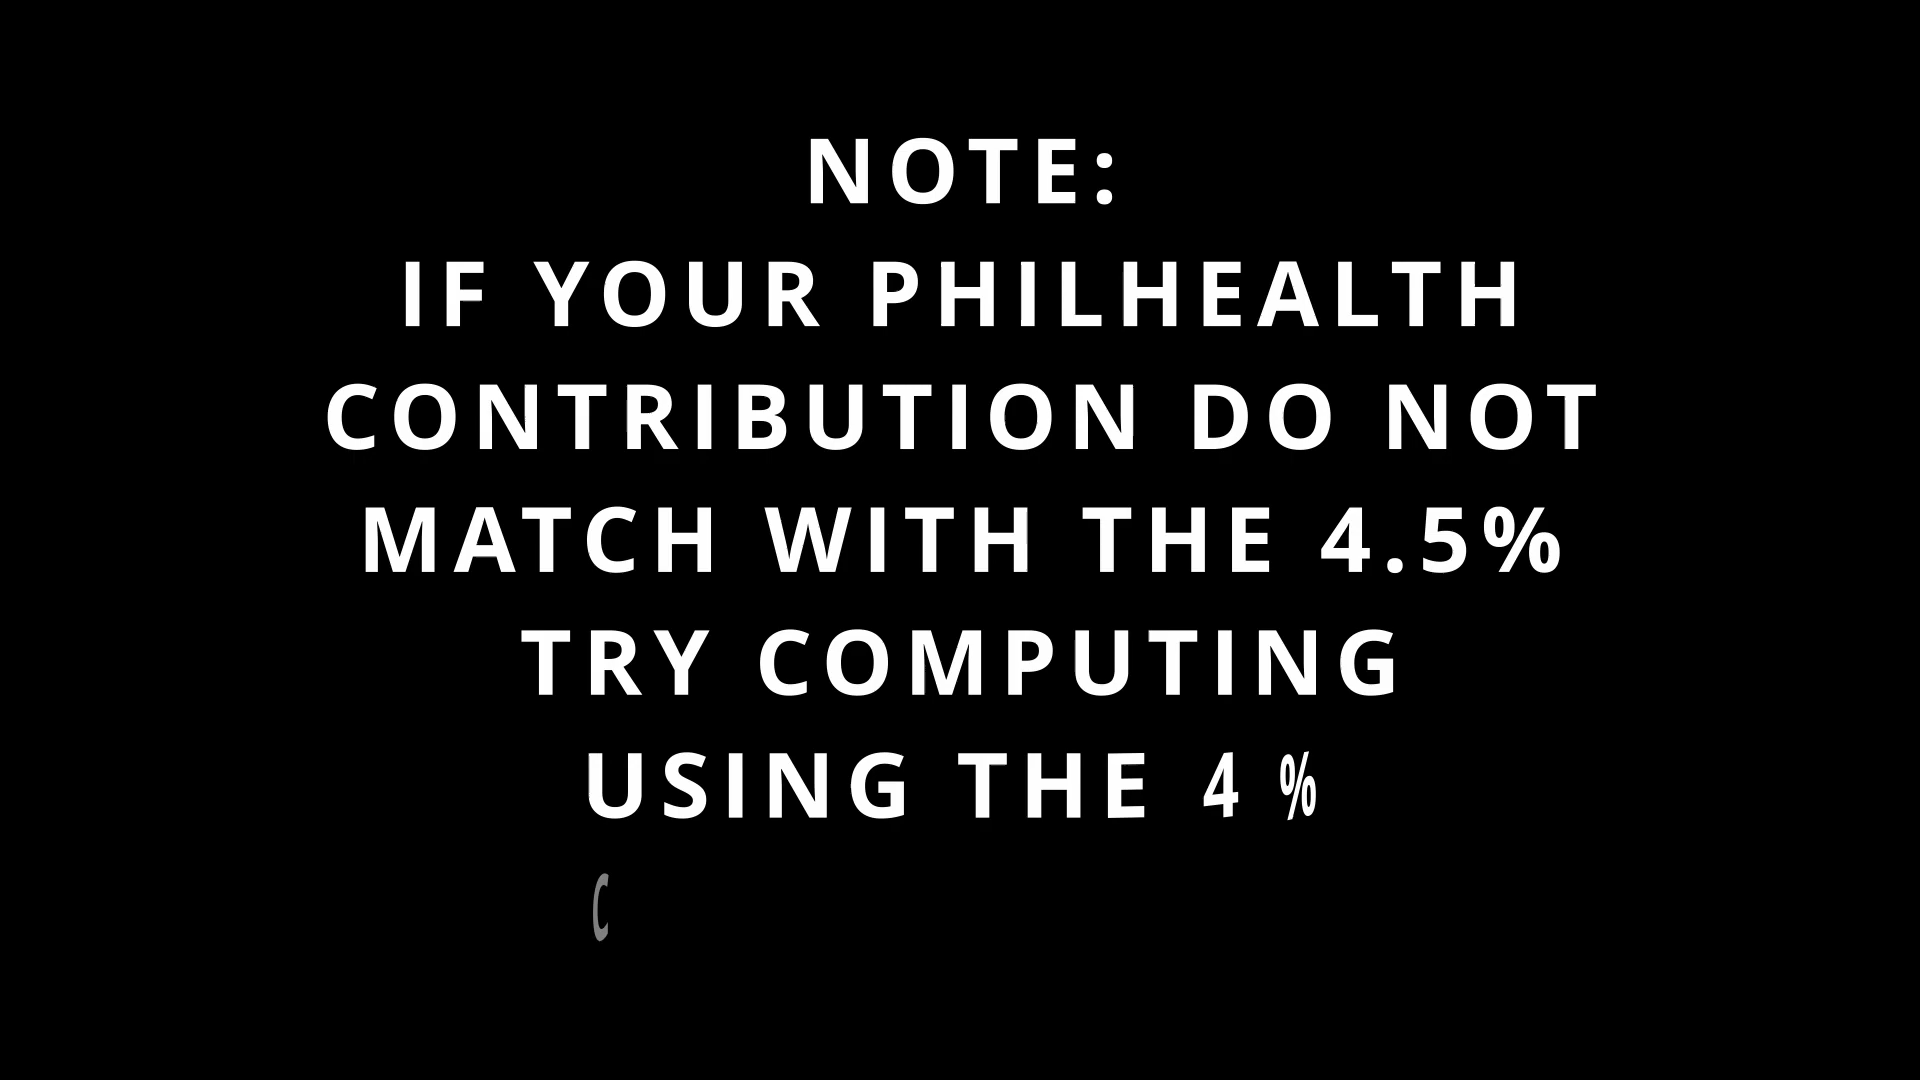 NOTE:
IF YOUR PHILHEALTH
CONTRIBUTION DO NOT
MATCH WITH THE 4.5%
TRY COMPUTING
USING THE 4 %
C